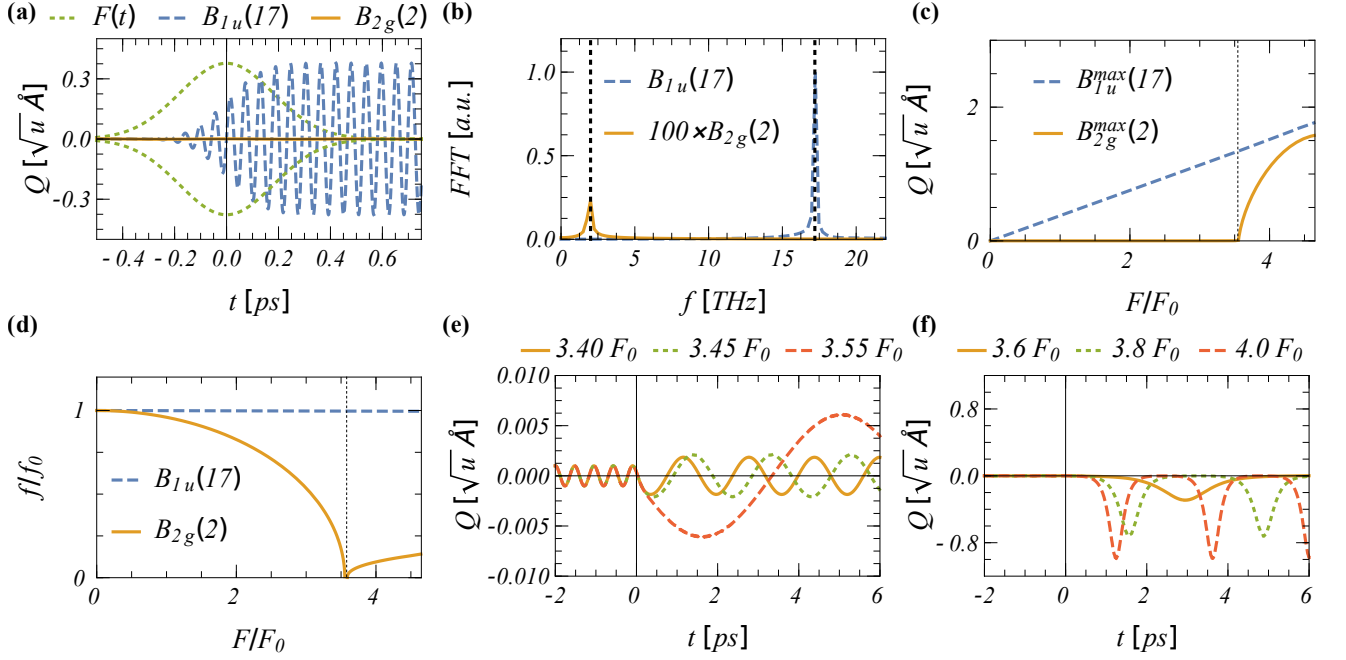 (a) F(t) B1u(17) B2g(2)
Q [√u Å]
0.3
0.0
-0.3
-0.4 -0.2 0.0 0.2 0.4 0.6
t [ps]
(b)
B1u(17)
100×B2g(2)
FFT [a.u.]
1.0
0.5
0.0
0 5 10 15 20
f [THz]
(c)
B1u^max(17)
B2g^max(2)
Q [√u Å]
2
0
0 2 4
F/F0
(d)
f/f0
1
B1u(17)
B2g(2)
0
0 2 4
F/F0
(e)
3.40 F0 3.45 F0 3.55 F0
Q [√u Å]
0.010
0.005
0.000
-0.005
-0.010
-2 0 2 4 6
t [ps]
(f)
3.6 F0 3.8 F0 4.0 F0
Q [√u Å]
0.8
0.0
-0.8
-2 0 2 4 6
t [ps]